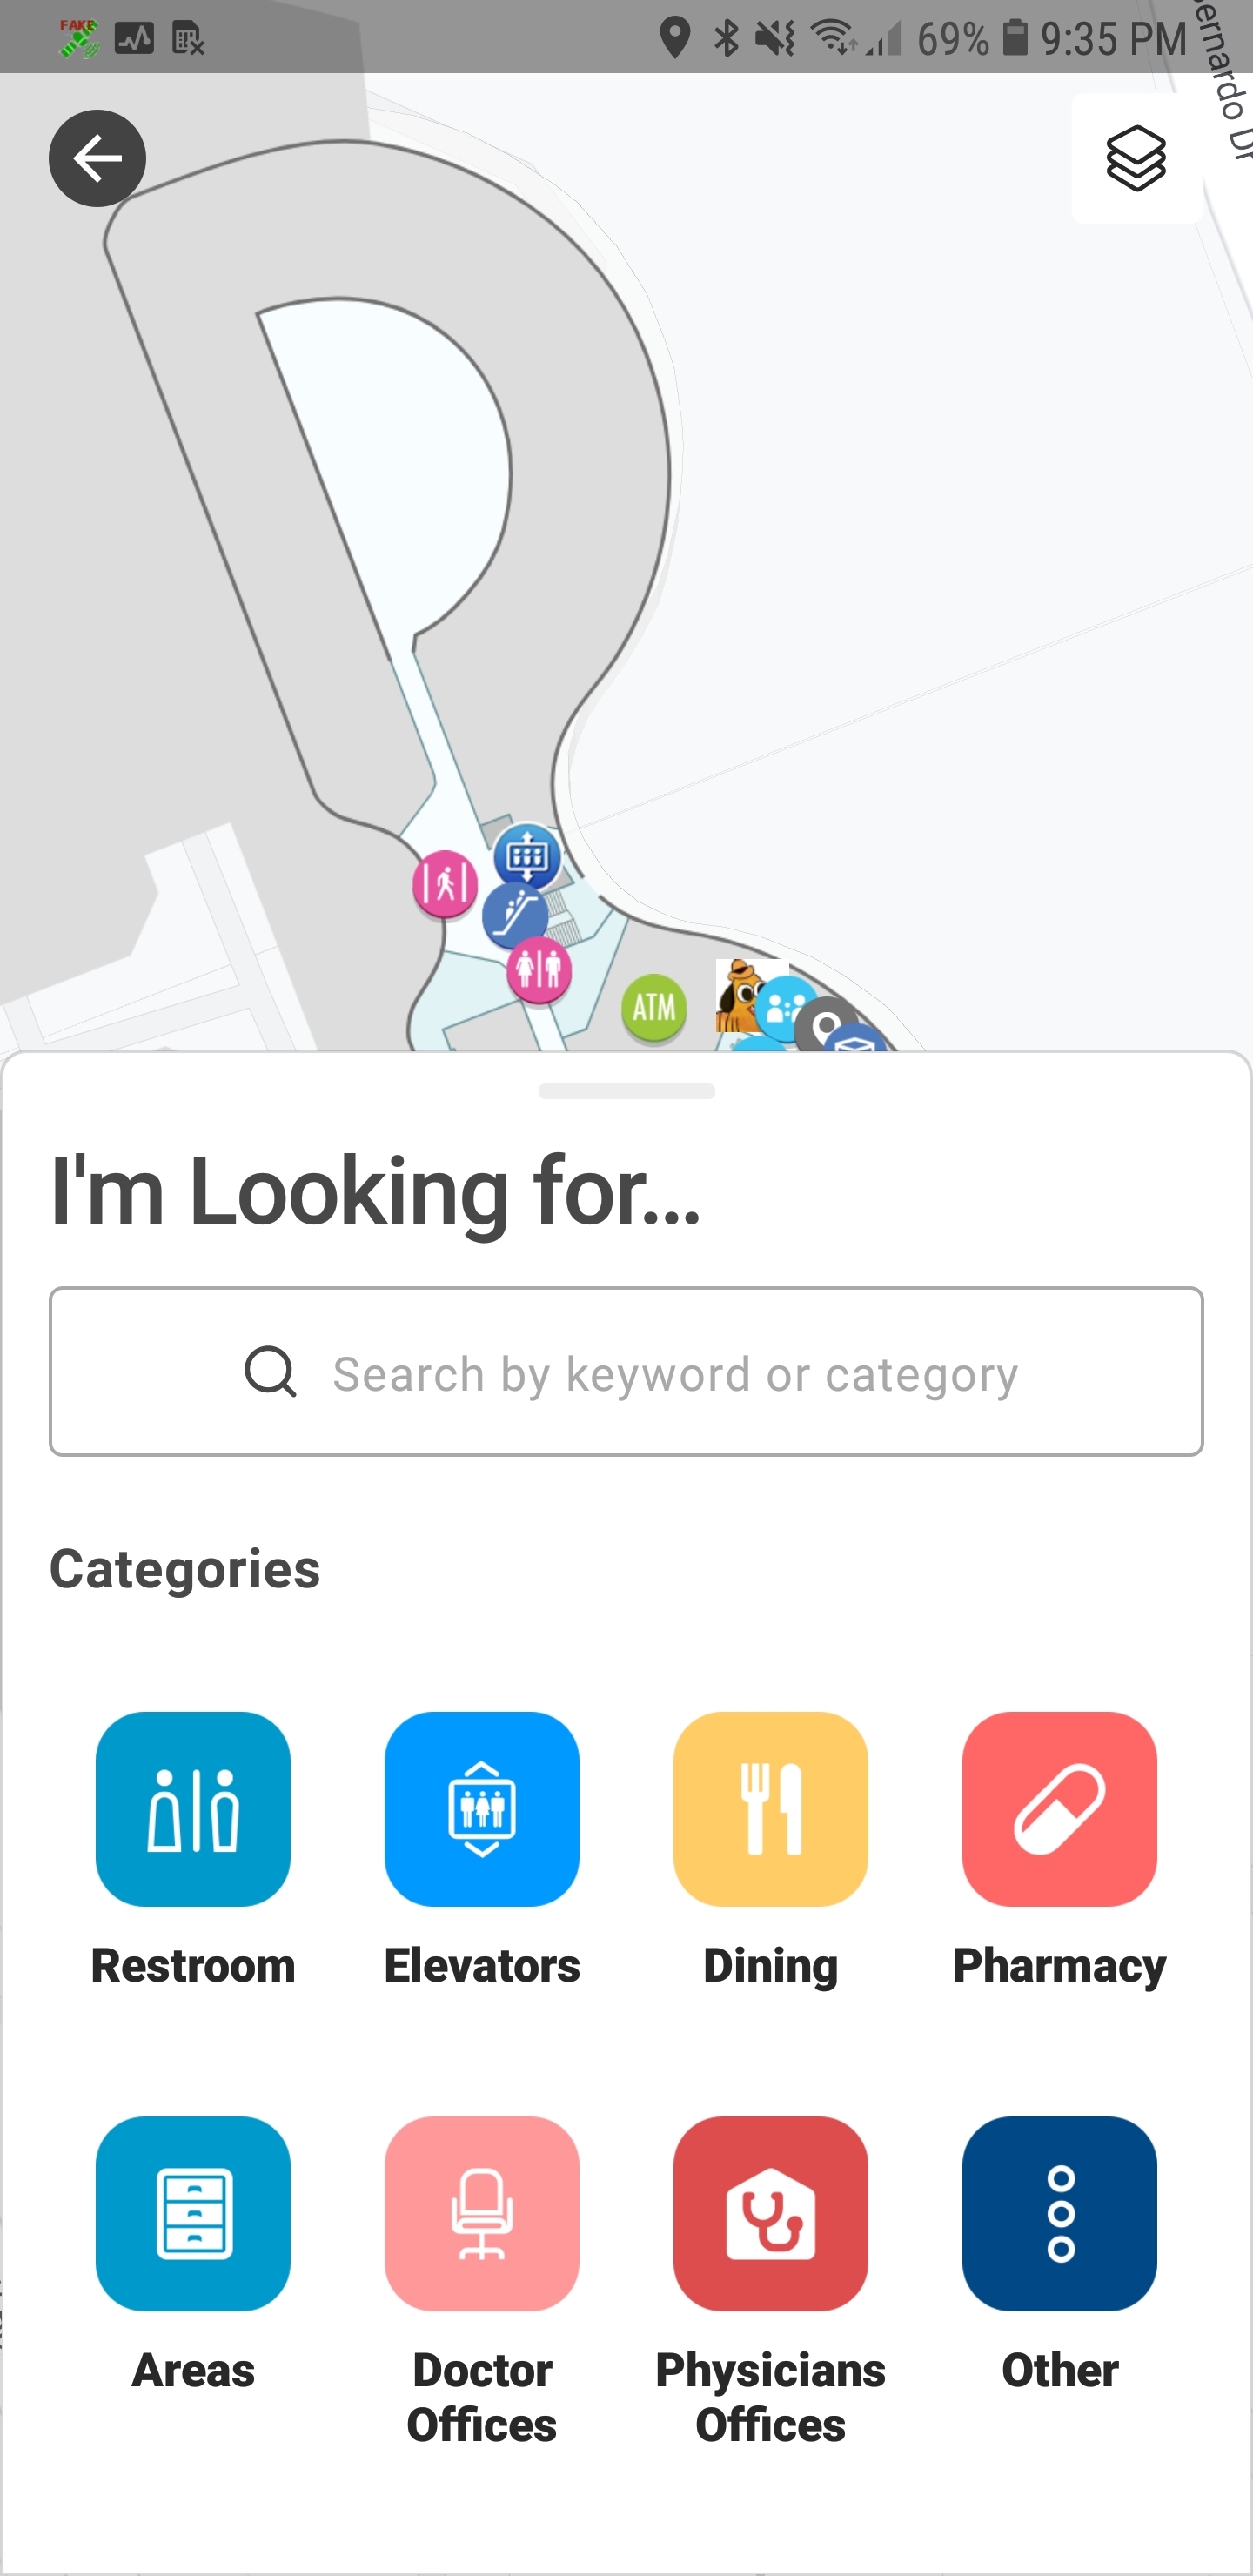 FAKE
69% 9:35 PM
ernardo Dr
ATM
I'm Looking for...
Search by keyword or category
Categories
Restroom
Elevators
Dining
Pharmacy
Areas
Doctor
Offices
Physicians
Offices
Other